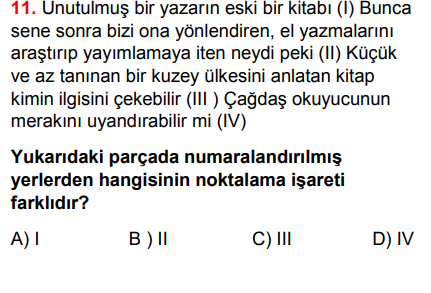 11. Unutulmuş bir yazarın eski bir kitabı (I) Bunca
sene sonra bizi ona yönlendiren, el yazmalarını
araştırıp yayımlamaya iten neydi peki (II) Küçük
ve az tanınan bir kuzey ülkesini anlatan kitap
kimin ilgisini çekebilir (III ) Çağdaş okuyucunun
merakını uyandırabilir mi (IV)
Yukarıdaki parçada numaralandırılmış
yerlerden hangisinin noktalama işareti
farklıdır?
A) I B ) II C) III D) IV